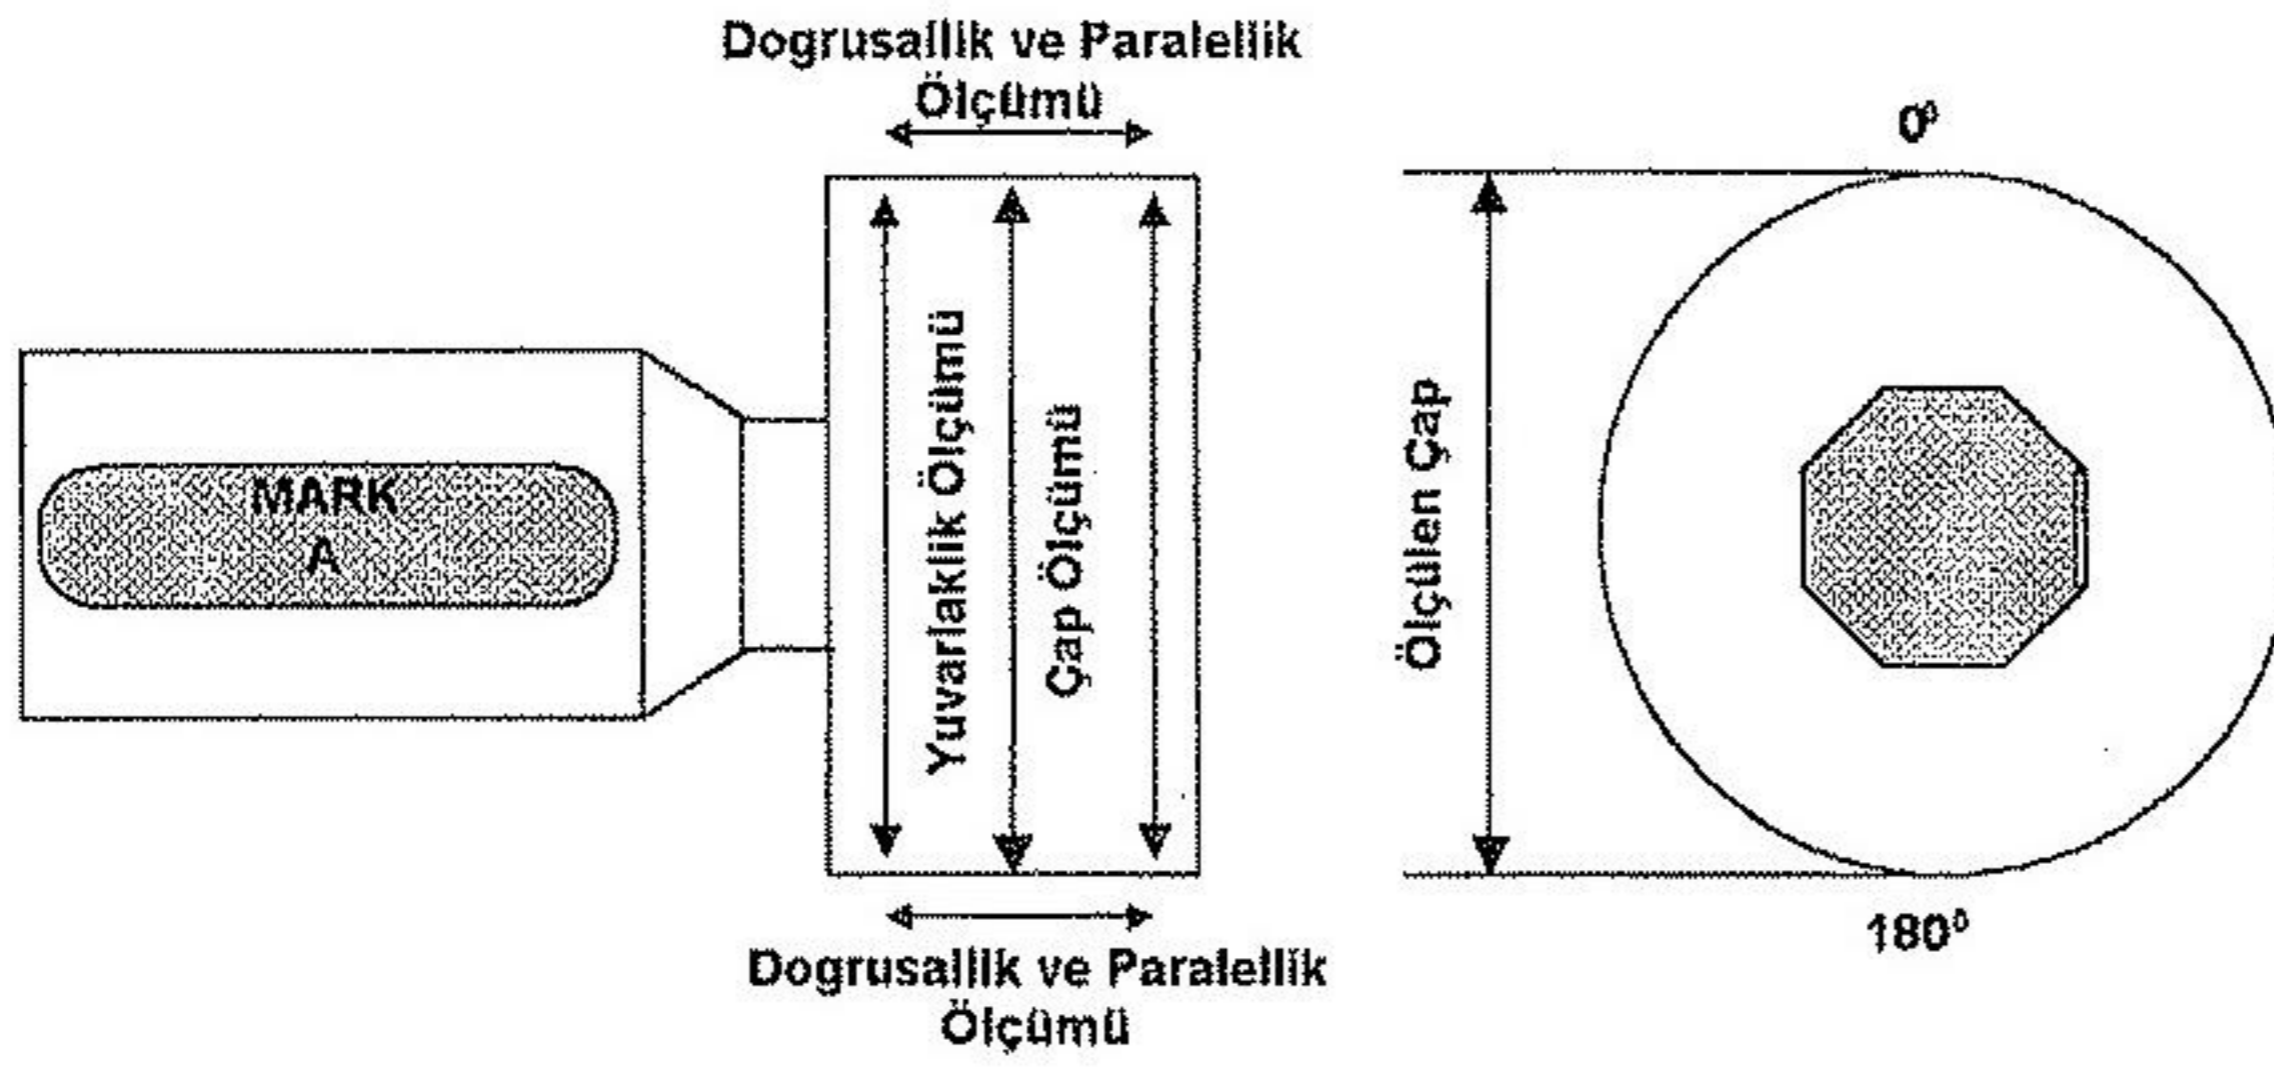 Dogrusallik ve Paralellik
Ölçümü
MARK
A
Yuvarlaklik Ölçümü
Çap Ölçümü
Dogrusallik ve Paralellik
Ölçümü
0⁰
Ölçülen Çap
180⁰